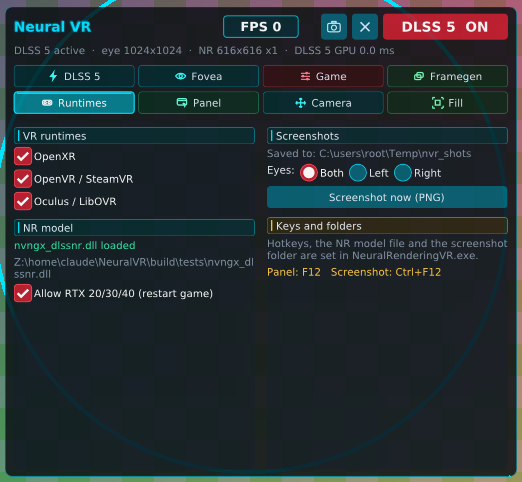 Neural VR
FPS 0
DLSS 5 ON
DLSS 5 active · eye 1024x1024 · NR 616x616 x1 · DLSS 5 GPU 0.0 ms
DLSS 5
Fovea
Game
Framegen
Runtimes
Panel
Camera
Fill
VR runtimes
OpenXR
OpenVR / SteamVR
Oculus / LibOVR
NR model
nvngx_dlssnr.dll loaded
Z:\home\claude\NeuralVR\build\tests\nvngx_dl
ssnr.dll
Allow RTX 20/30/40 (restart game)
Screenshots
Saved to: C:\users\root\Temp\nvr_shots
Eyes: Both Left Right
Screenshot now (PNG)
Keys and folders
Hotkeys, the NR model file and the screenshot
folder are set in NeuralRenderingVR.exe.
Panel: F12 Screenshot: Ctrl+F12